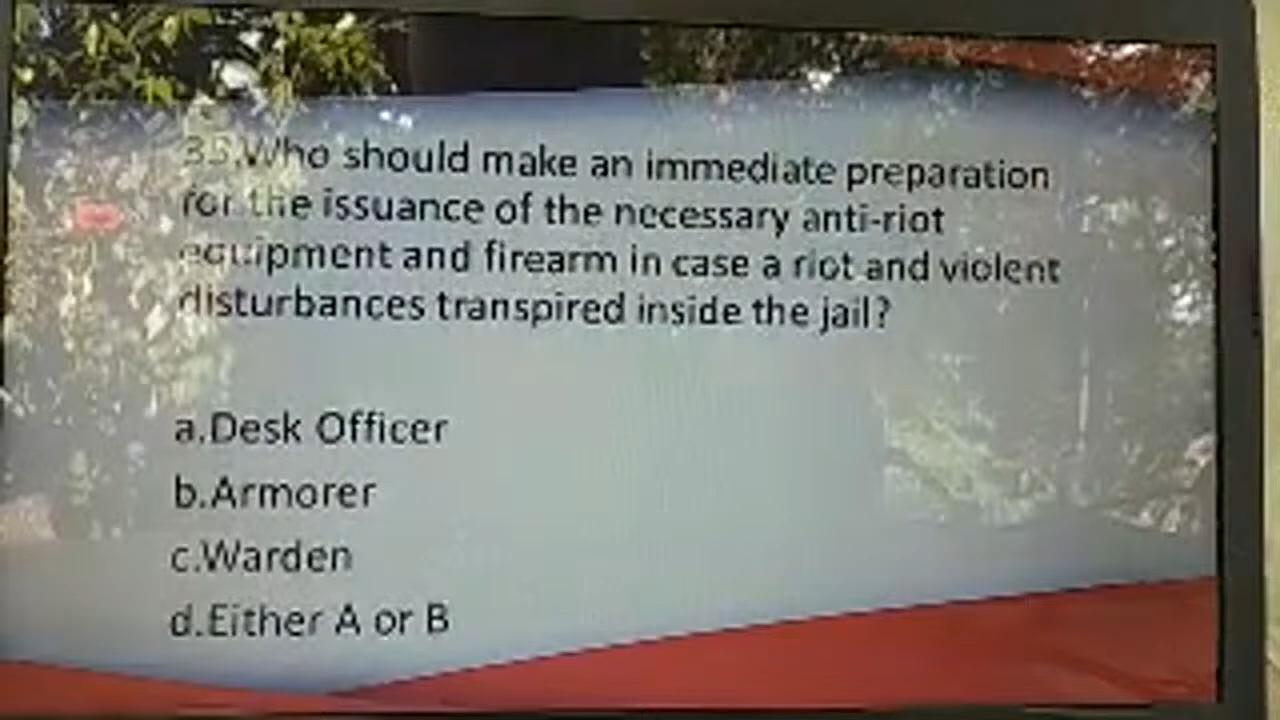 35.Who should make an immediate preparation
for the issuance of the necessary anti-riot
equipment and firearm in case a riot and violent
disturbances transpired inside the jail?
a.Desk Officer
b.Armorer
c.Warden
d.Either A or B